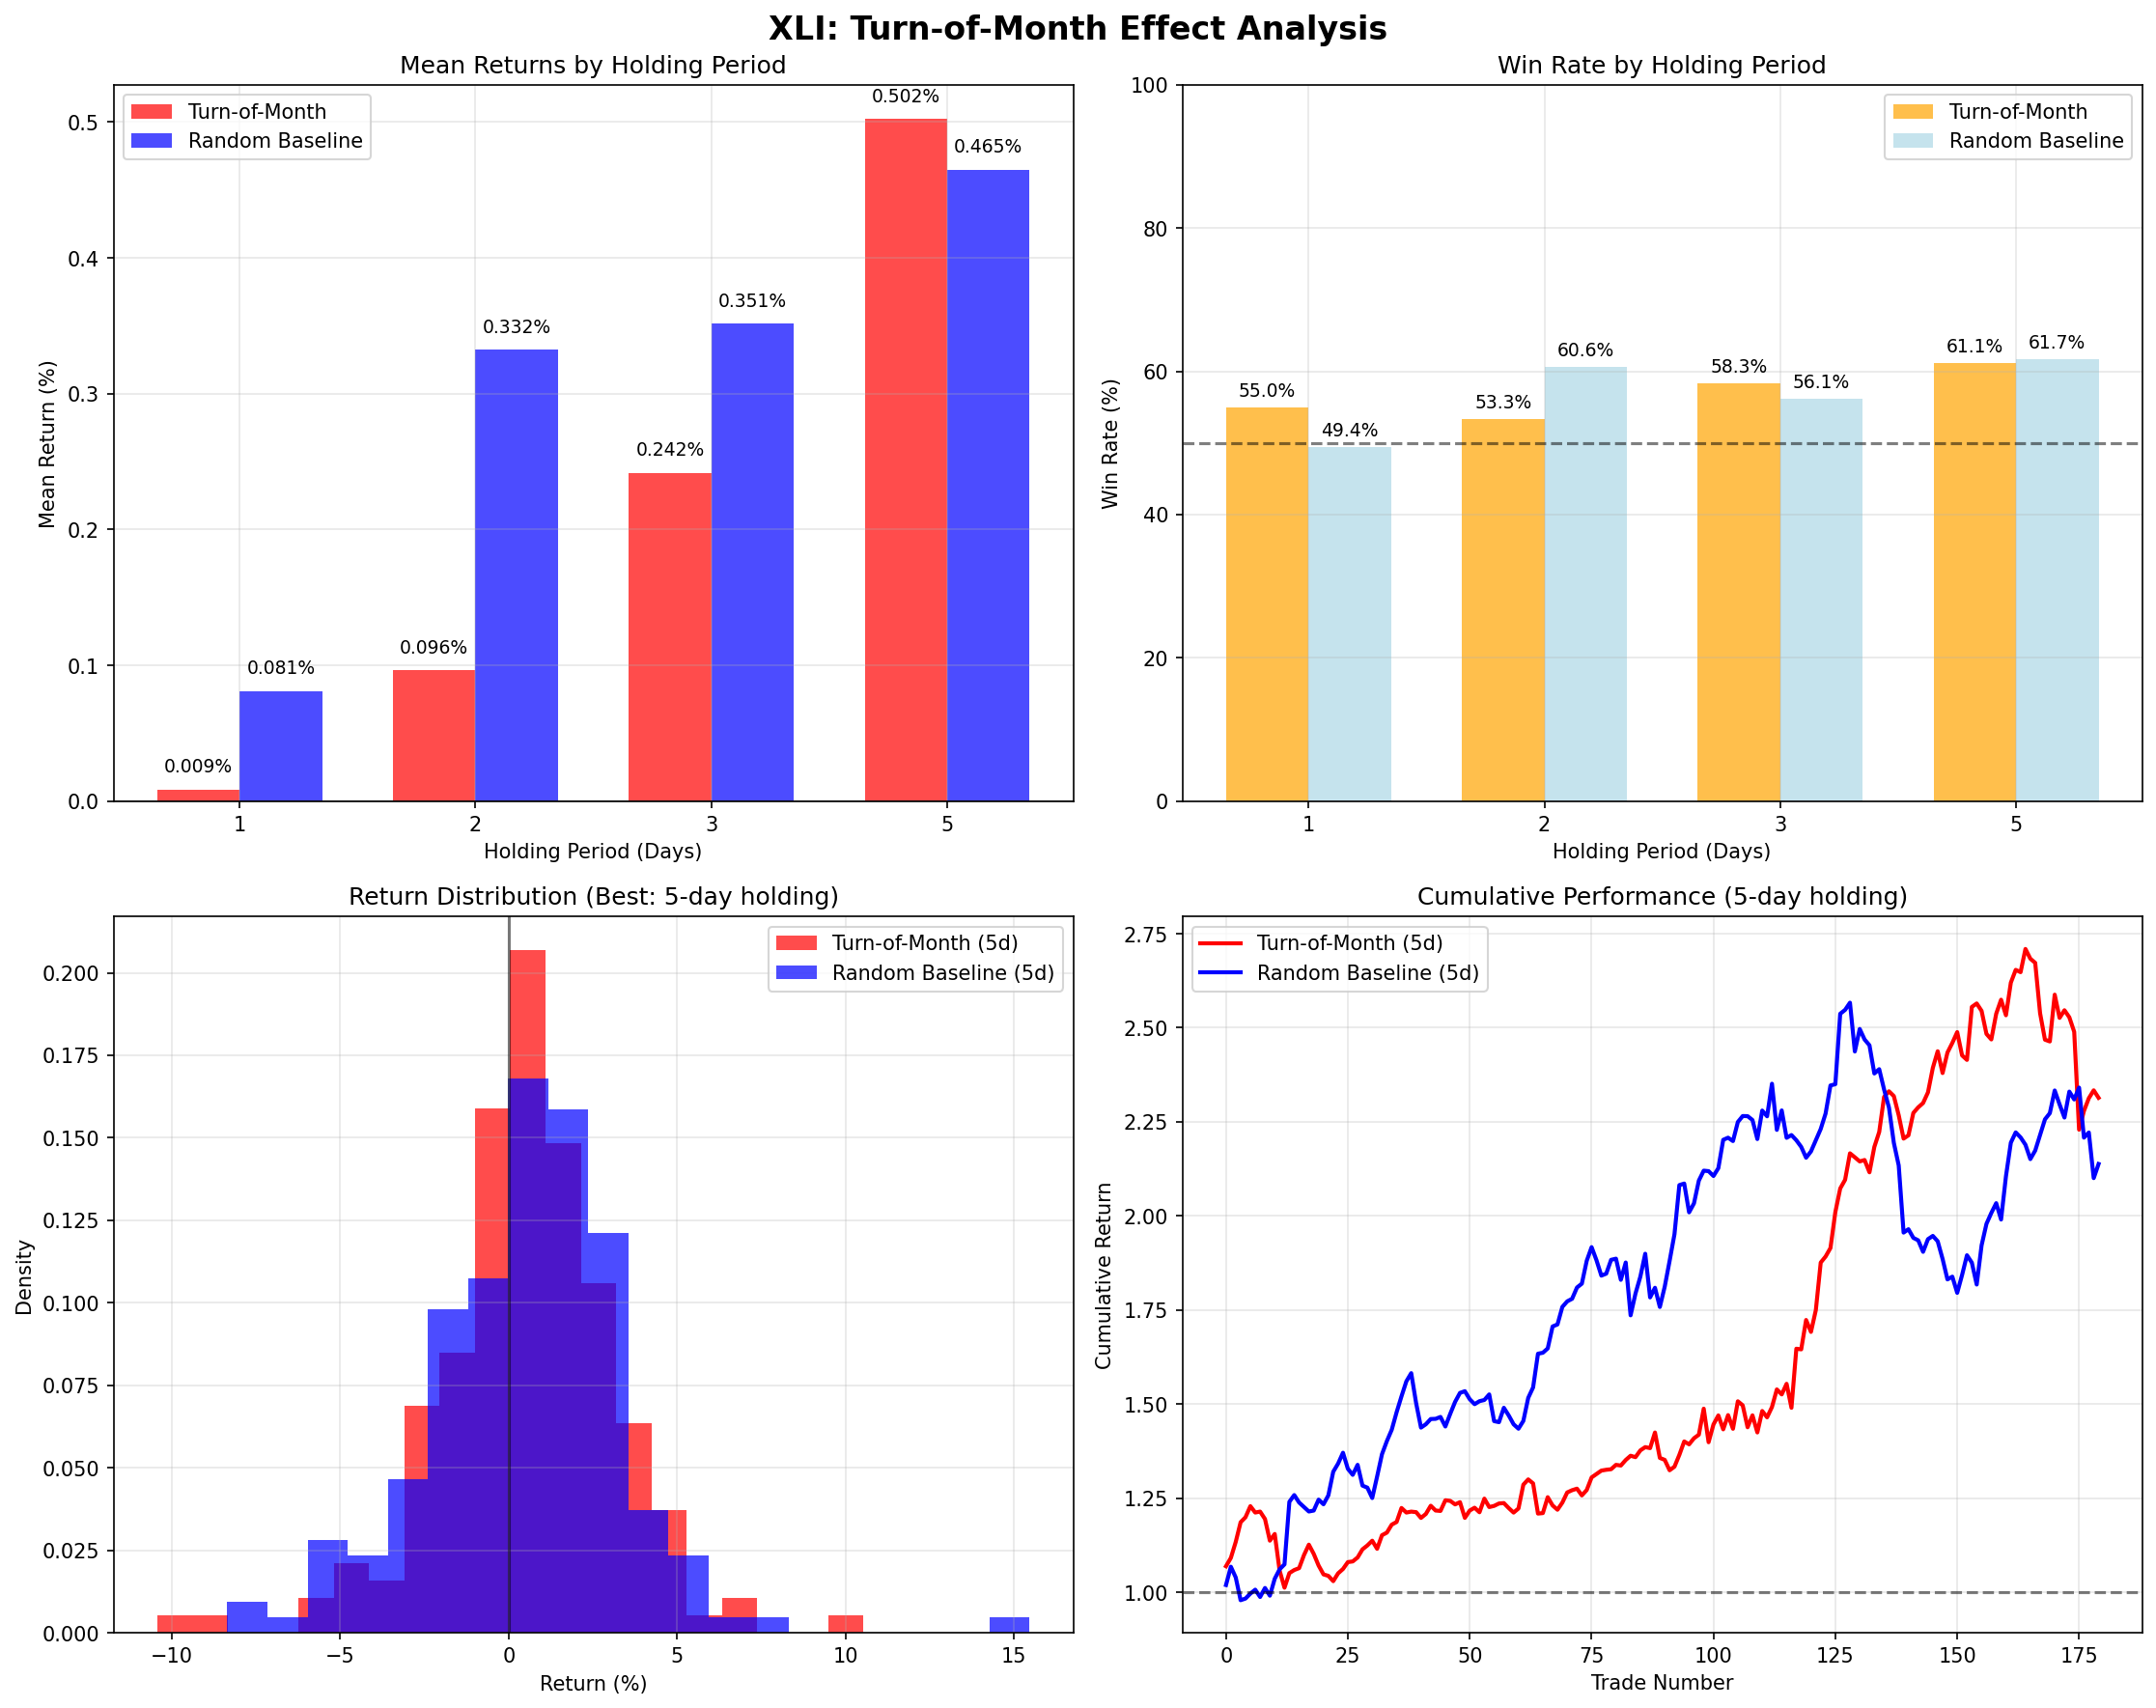 XLI: Turn-of-Month Effect Analysis
Mean Returns by Holding Period
Turn-of-Month
Random Baseline
0.009%
0.081%
0.096%
0.332%
0.242%
0.351%
0.502%
0.465%
0.0
0.1
0.2
0.3
0.4
0.5
Mean Return (%)
1 2 3 5
Holding Period (Days)
Win Rate by Holding Period
Turn-of-Month
Random Baseline
55.0%
49.4%
53.3%
60.6%
58.3%
56.1%
61.1%
61.7%
0
20
40
60
80
100
Win Rate (%)
1 2 3 5
Holding Period (Days)
Return Distribution (Best: 5-day holding)
Turn-of-Month (5d)
Random Baseline (5d)
0.000
0.025
0.050
0.075
0.100
0.125
0.150
0.175
0.200
Density
−10 −5 0 5 10 15
Return (%)
Cumulative Performance (5-day holding)
Turn-of-Month (5d)
Random Baseline (5d)
1.00
1.25
1.50
1.75
2.00
2.25
2.50
2.75
Cumulative Return
0 25 50 75 100 125 150 175
Trade Number